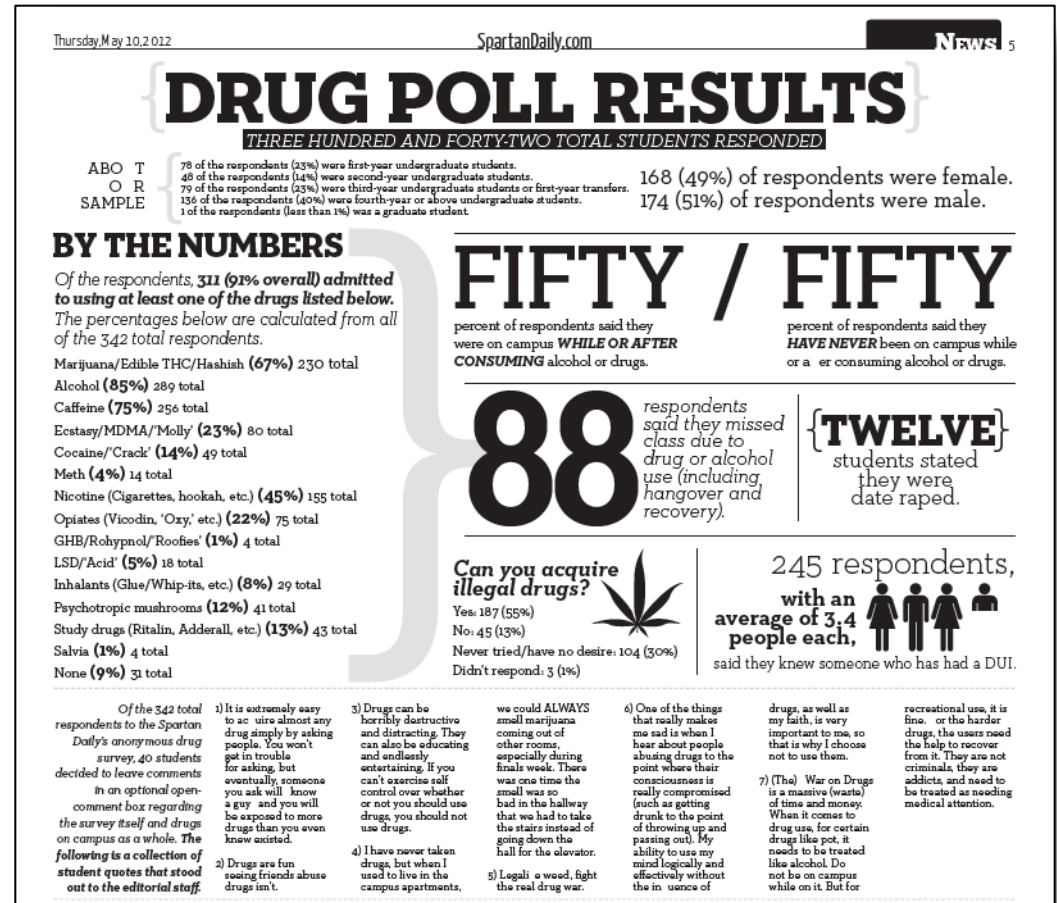 Thursday,May 10,2 012
SpartanDaily.com
NEWS 5
{DRUG POLL RESULTS}
THREE HUNDRED AND FORTY-TWO TOTAL STUDENTS RESPONDED
ABO T
O R
SAMPLE
78 of the respondents (23%) were first-year undergraduate students.
48 of the respondents (14%) were second-year undergraduate students.
79 of the respondents (23%) were third-year undergraduate students or first-year transfers.
136 of the respondents (40%) were fourth-year or above undergraduate students.
1 of the respondents (less than 1%) was a graduate student.
168 (49%) of respondents were female.
174 (51%) of respondents were male.
BY THE NUMBERS
Of the respondents, 311 (91% overall) admitted
to using at least one of the drugs listed below.
The percentages below are calculated from all
of the 342 total respondents.
Marijuana/Edible THC/Hashish (67%) 230 total
Alcohol (85%) 289 total
Caffeine (75%) 256 total
Ecstasy/MDMA/'Molly' (23%) 80 total
Cocaine/'Crack' (14%) 49 total
Meth (4%) 14 total
Nicotine (Cigarettes, hookah, etc.) (45%) 155 total
Opiates (Vicodin, 'Oxy,' etc.) (22%) 75 total
GHB/Rohypnol/'Roofies' (1%) 4 total
LSD/'Acid' (5%) 18 total
Inhalants (Glue/Whip-its, etc.) (8%) 29 total
Psychotropic mushrooms (12%) 41 total
Study drugs (Ritalin, Adderall, etc.) (13%) 43 total
Salvia (1%) 4 total
None (9%) 31 total
FIFTY / FIFTY
percent of respondents said they
were on campus WHILE OR AFTER
CONSUMING alcohol or drugs.
percent of respondents said they
HAVE NEVER been on campus while
or a er consuming alcohol or drugs.
88
respondents
said they missed
class due to
drug or alcohol
use (including
hangover and
recovery).
{TWELVE}
students stated
they were
date raped.
Can you acquire
illegal drugs?
Yes: 187 (55%)
No: 45 (13%)
Never tried/have no desire: 104 (30%)
Didn't respond: 3 (1%)
245 respondents,
with an
average of 3.4
people each,
said they knew someone who has had a DUI.
Of the 342 total
respondents to the Spartan
Daily's anonymous drug
survey, 40 students
decided to leave comments
in an optional open-
comment box regarding
the survey itself and drugs
on campus as a whole. The
following is a collection of
student quotes that stood
out to the editorial staff.
1) It is extremely easy
to ac uire almost any
drug simply by asking
people. You won't
get in trouble
for asking, but
eventually, someone
you ask will know
a guy and you will
be exposed to more
drugs than you even
knew existed.
2) Drugs are fun
seeing friends abuse
drugs isn't.
3) Drugs can be
horribly destructive
and distracting. They
can also be educating
and endlessly
entertaining. If you
can't exercise self
control over whether
or not you should use
drugs, you should not
use drugs.
4) I have never taken
drugs, but when I
used to live in the
campus apartments,
we could ALWAYS
smell marijuana
coming out of
other rooms,
especially during
finals week. There
was one time the
smell was so
bad in the hallway
that we had to take
the stairs instead of
going down the
hall for the elevator.
5) Legali e weed, fight
the real drug war.
6) One of the things
that really makes
me sad is when I
hear about people
abusing drugs to the
point where their
consciousness is
really compromised
(such as getting
drunk to the point
of throwing up and
passing out). My
ability to use my
mind logically and
effectively without
the in uence of
drugs, as well as
my faith, is very
important to me, so
that is why I choose
not to use them.
7) (The) War on Drugs
is a massive (waste)
of time and money.
When it comes to
drug use, for certain
drugs like pot, it
needs to be treated
like alcohol. Do
not be on campus
while on it. But for
recreational use, it is
fine. or the harder
drugs, the users need
the help to recover
from it. They are not
criminals, they are
addicts, and need to
be treated as needing
medical attention.